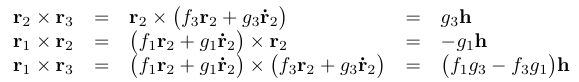 r₂ × r₃ = r₂ × (f₃r₂ + g₃ṙ₂) = g₃h
r₁ × r₂ = (f₁r₂ + g₁ṙ₂) × r₂ = −g₁h
r₁ × r₃ = (f₁r₂ + g₁ṙ₂) × (f₃r₂ + g₃ṙ₂) = (f₁g₃ − f₃g₁)h